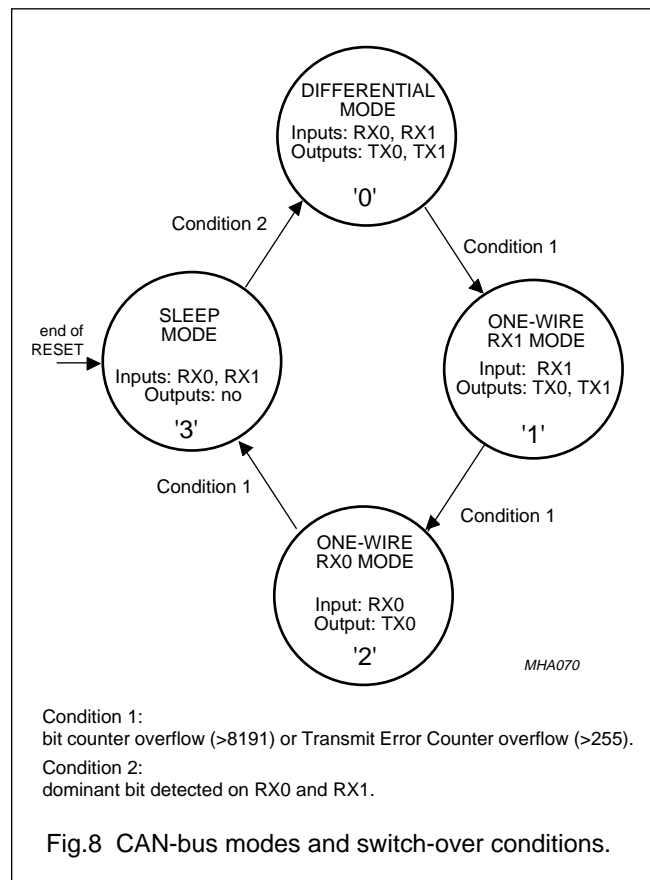 DIFFERENTIAL
MODE
Inputs: RX0, RX1
Outputs: TX0, TX1
'0'
Condition 2
Condition 1
end of
RESET
SLEEP
MODE
Inputs: RX0, RX1
Outputs: no
'3'
ONE-WIRE
RX1 MODE
Input: RX1
Outputs: TX0, TX1
'1'
Condition 1
Condition 1
ONE-WIRE
RX0 MODE
Input: RX0
Output: TX0
'2'
MHA070
Condition 1:
bit counter overflow (>8191) or Transmit Error Counter overflow (>255).
Condition 2:
dominant bit detected on RX0 and RX1.
Fig.8 CAN-bus modes and switch-over conditions.